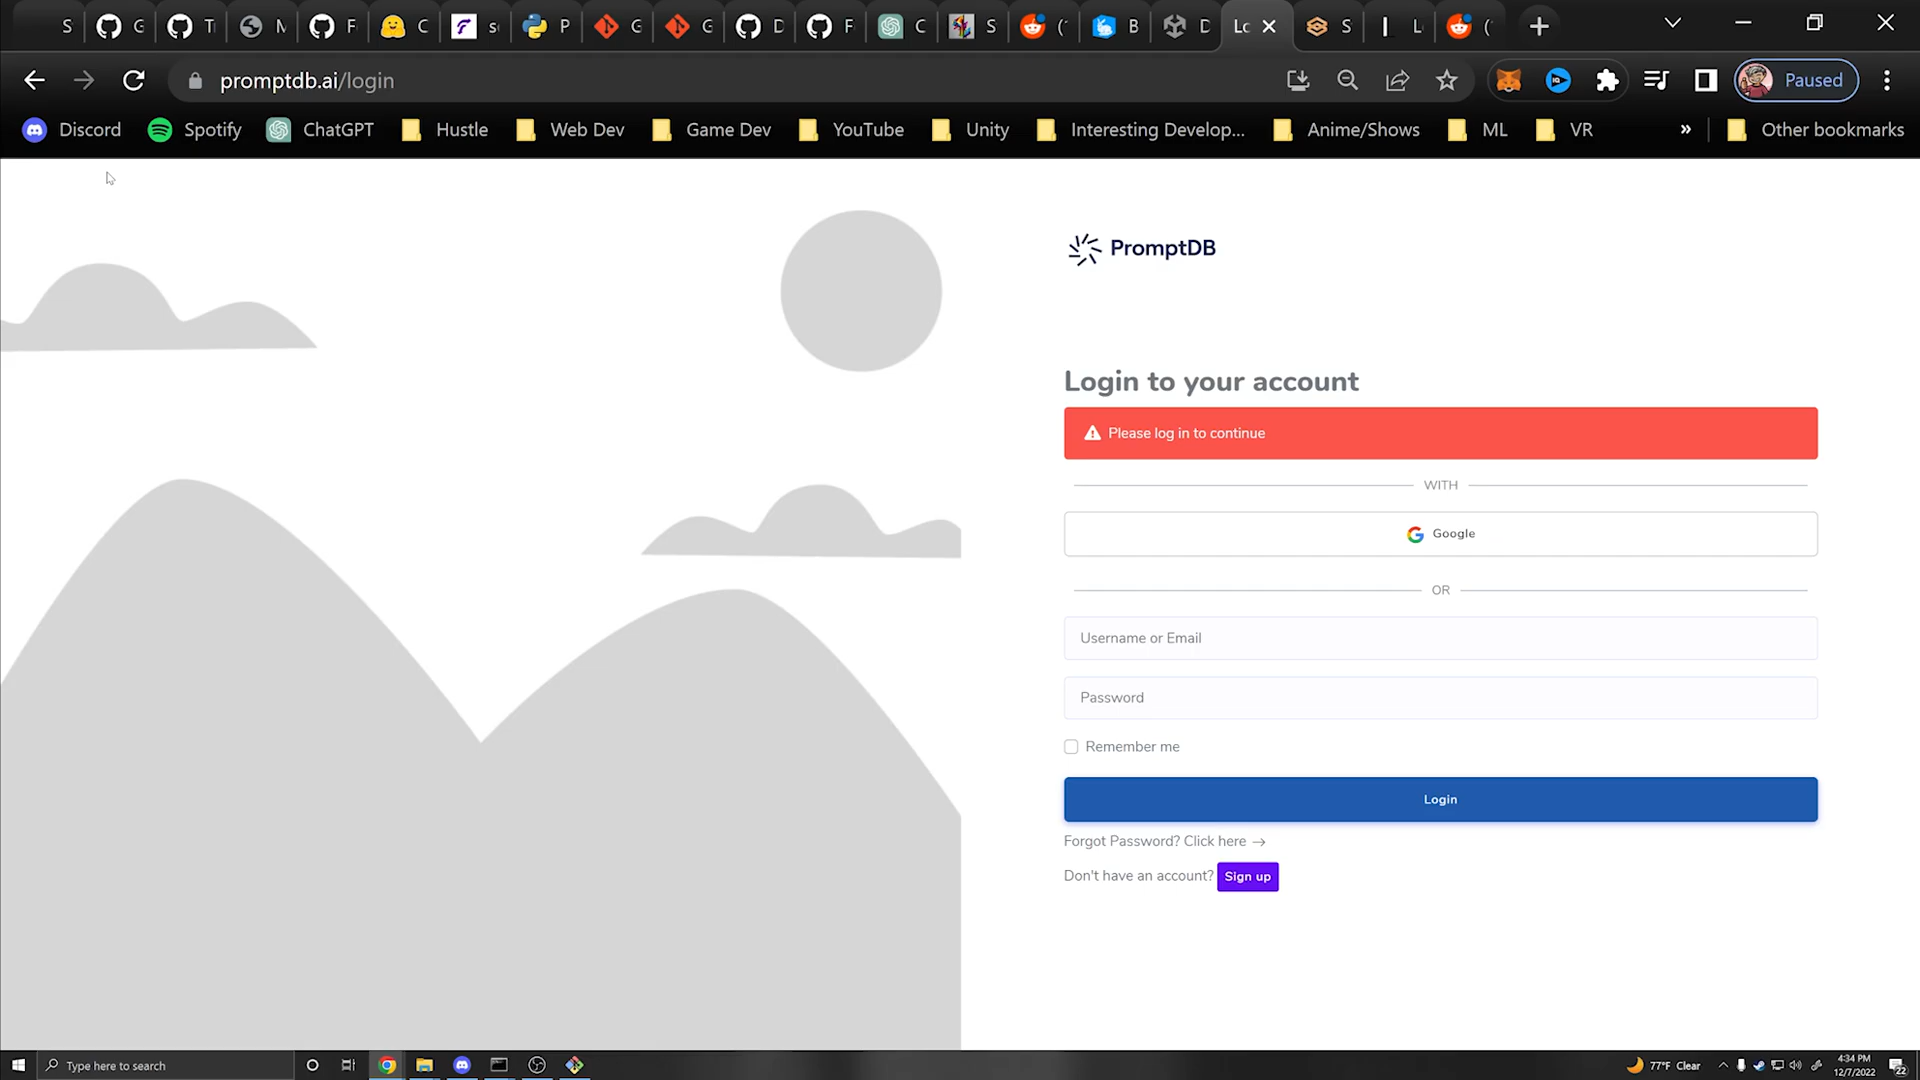 S G T M F C s P G G D F C S ( B D Lc S L (
promptdb.ai/login Paused
Discord Spotify ChatGPT Hustle Web Dev Game Dev YouTube Unity Interesting Develop... Anime/Shows ML VR » Other bookmarks
PromptDB
Login to your account
Please log in to continue
WITH
Google
OR
Username or Email
Password
Remember me
Login
Forgot Password? Click here →
Don't have an account? Sign up
Type here to search 77°F Clear 4:34 PM
12/7/2022 22